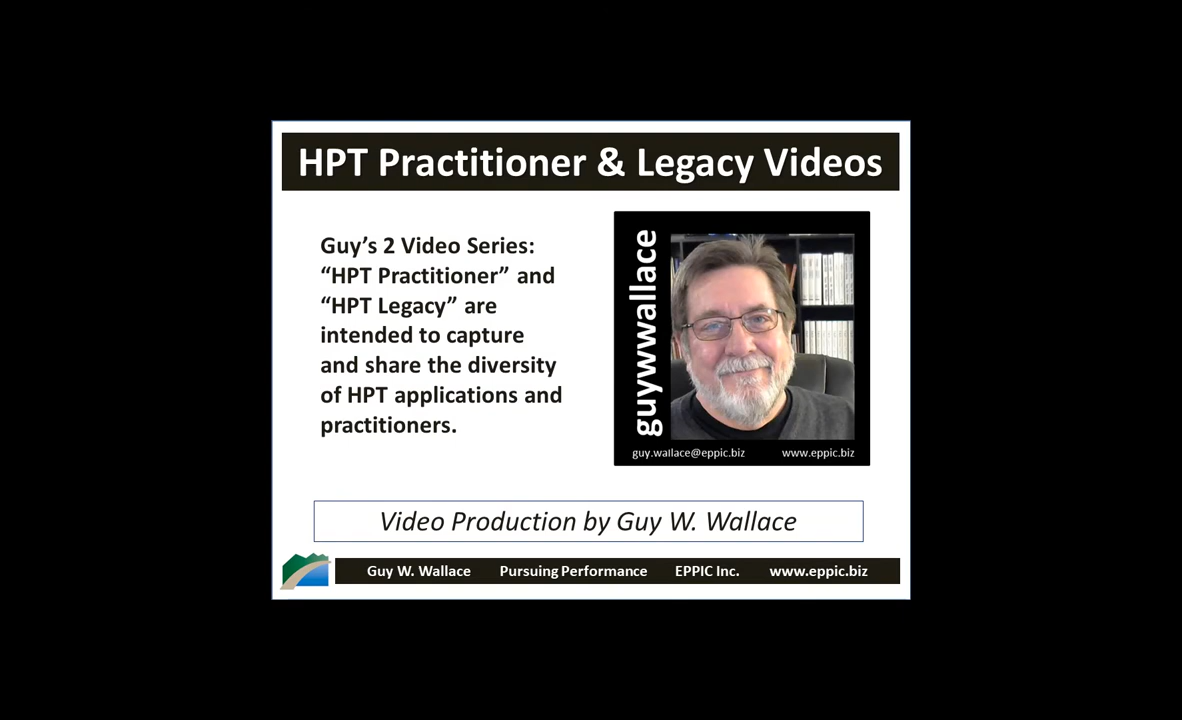 HPT Practitioner & Legacy Videos
Guy's 2 Video Series:
“HPT Practitioner” and
“HPT Legacy” are
intended to capture
and share the diversity
of HPT applications and
practitioners.
guywwallace
guy.wallace@eppic.biz www.eppic.biz
Video Production by Guy W. Wallace
Guy W. Wallace Pursuing Performance EPPIC Inc. www.eppic.biz